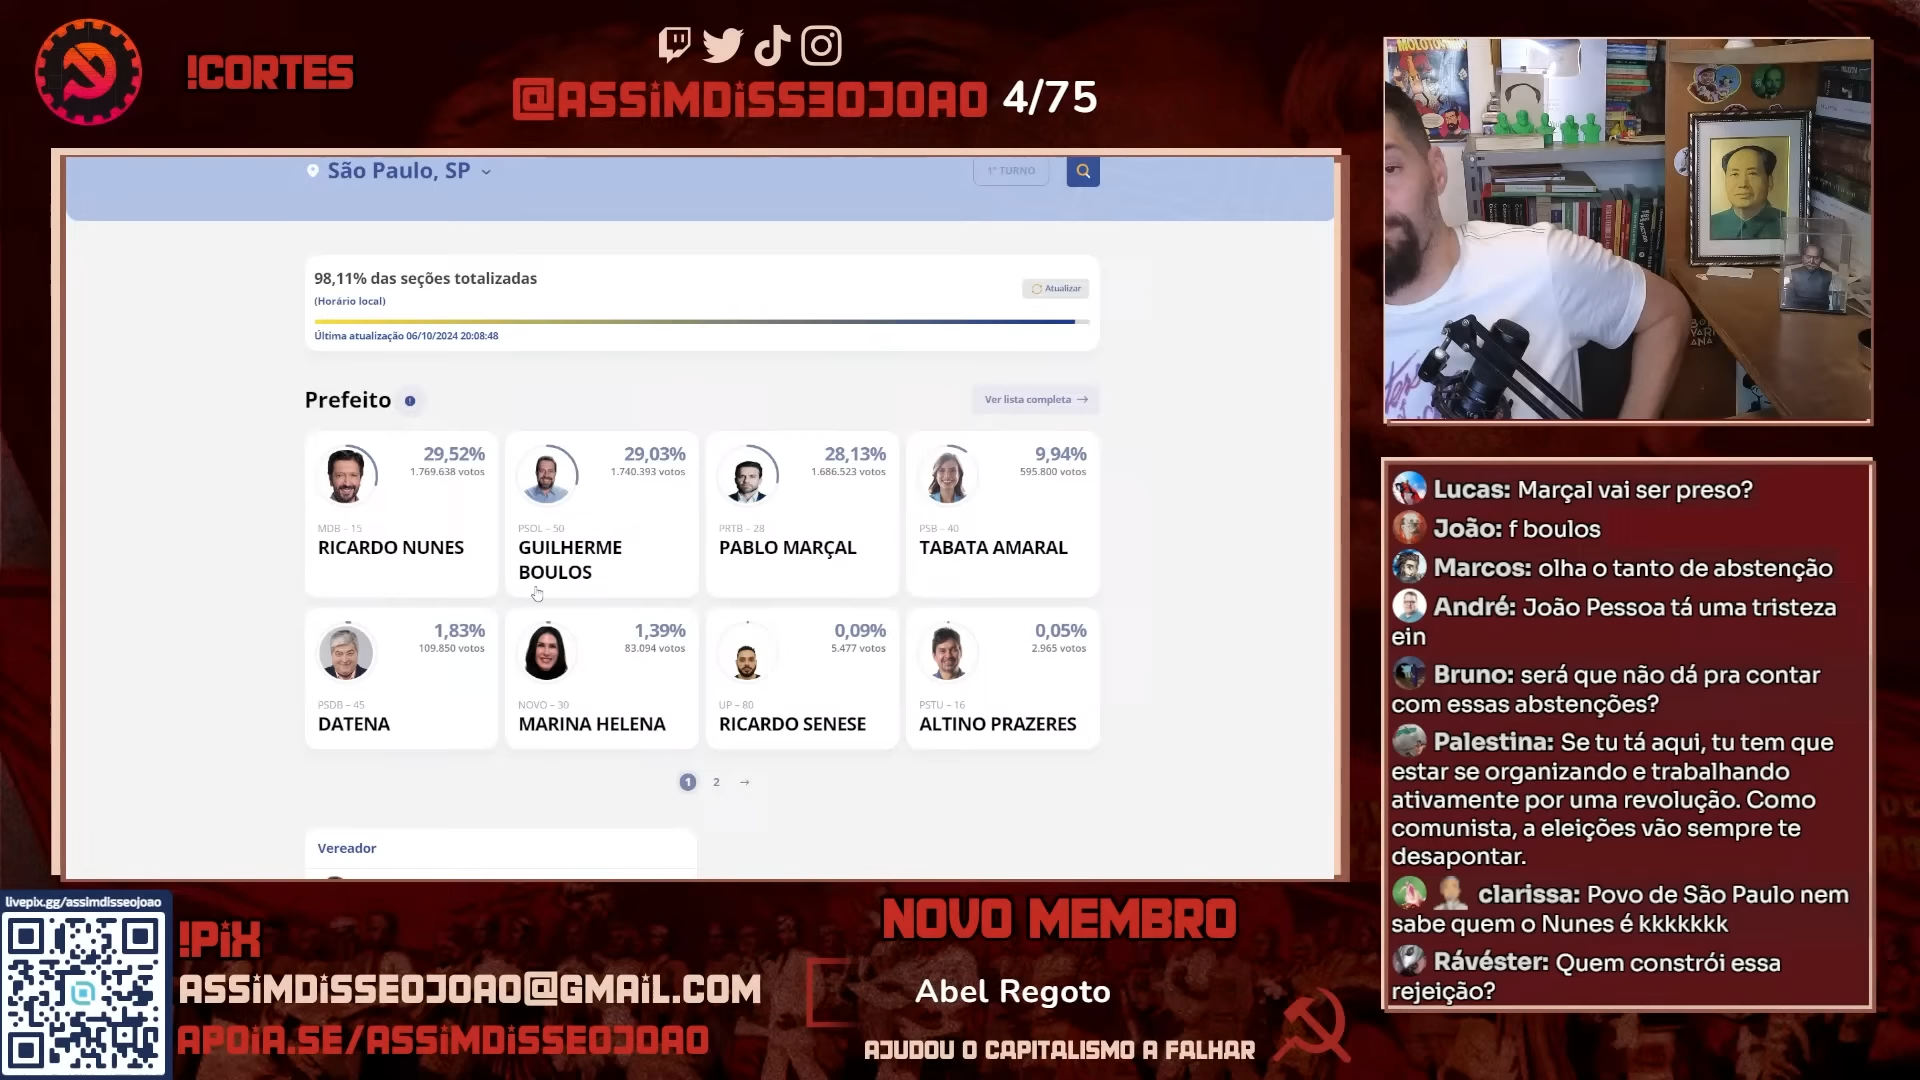 !CORTES
@ASSIMDISSEOJOAO 4/75
São Paulo, SP
1º TURNO
98,11% das seções totalizadas
(Horário local)
Atualizar
Última atualização 06/10/2024 20:08:48
Prefeito
Ver lista completa →
29,52%
1.769.638 votos
MDB - 15
RICARDO NUNES
29,03%
1.740.393 votos
PSOL - 50
GUILHERME
BOULOS
28,13%
1.686.523 votos
PRTB - 28
PABLO MARÇAL
9,94%
595.800 votos
PSB - 40
TABATA AMARAL
1,83%
109.850 votos
PSDB - 45
DATENA
1,39%
83.094 votos
NOVO - 30
MARINA HELENA
0,09%
5.477 votos
UP - 80
RICARDO SENESE
0,05%
2.965 votos
PSTU - 16
ALTINO PRAZERES
1 2 →
Vereador
MOLOTOV
BO
VARI
ANA
Lucas: Marçal vai ser preso?
João: f boulos
Marcos: olha o tanto de abstenção
André: João Pessoa tá uma tristeza
ein
Bruno: será que não dá pra contar
com essas abstenções?
Palestina: Se tu tá aqui, tu tem que
estar se organizando e trabalhando
ativamente por uma revolução. Como
comunista, a eleições vão sempre te
desapontar.
clarissa: Povo de São Paulo nem
sabe quem o Nunes é kkkkkkk
Rávéster: Quem constrói essa
rejeição?
livepix.gg/assimdisseojoao
!PIX
ASSIMDISSEOJOAO@GMAIL.COM
APOIA.SE/ASSIMDISSEOJOAO
NOVO MEMBRO
Abel Regoto
AJUDOU O CAPITALISMO A FALHAR